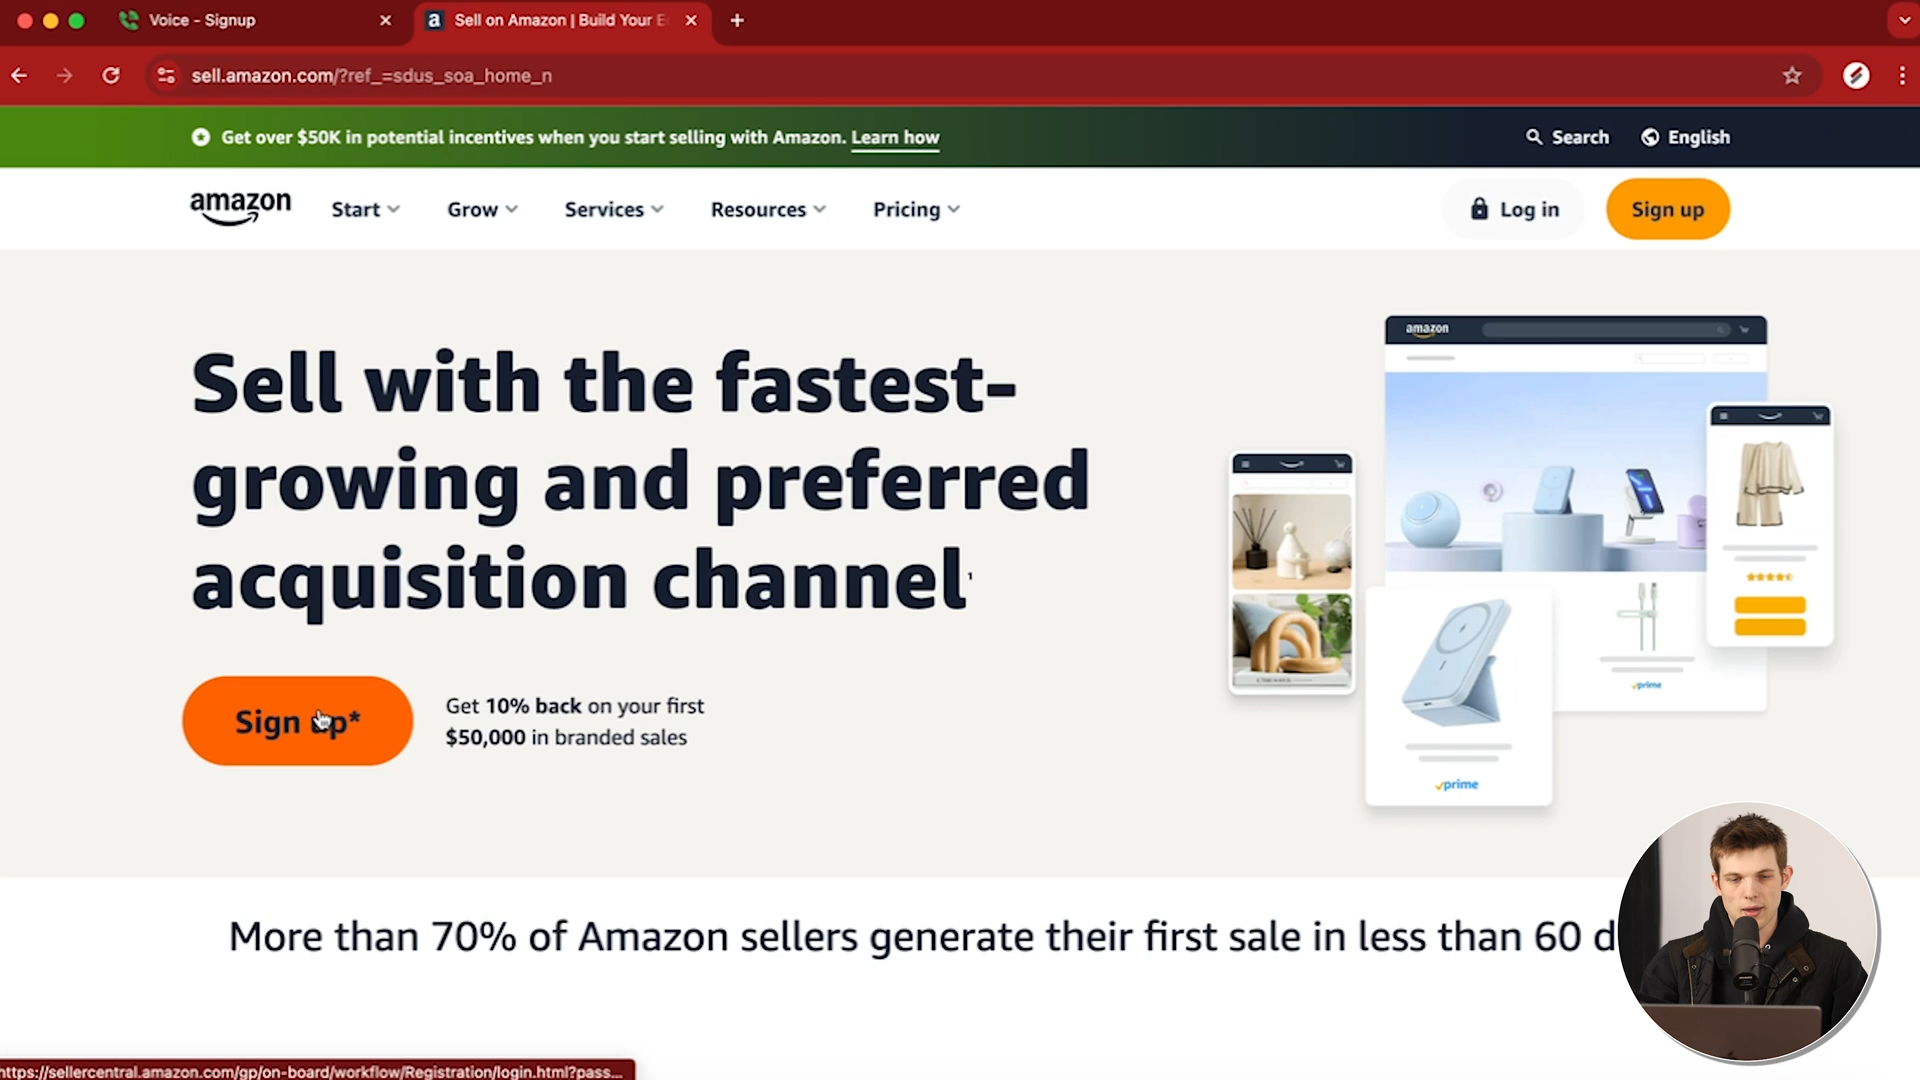 Voice - Signup
Sell on Amazon | Build Your E
sell.amazon.com/?ref_=sdus_soa_home_n
Get over $50K in potential incentives when you start selling with Amazon. Learn how
Search
English
amazon
Start
Grow
Services
Resources
Pricing
Log in
Sign up
Sell with the fastest-
growing and preferred
acquisition channel¹
Sign up*
Get 10% back on your first
$50,000 in branded sales
amazon
prime
prime
More than 70% of Amazon sellers generate their first sale in less than 60 d
https://sellercentral.amazon.com/gp/on-board/workflow/Registration/login.html?pass...